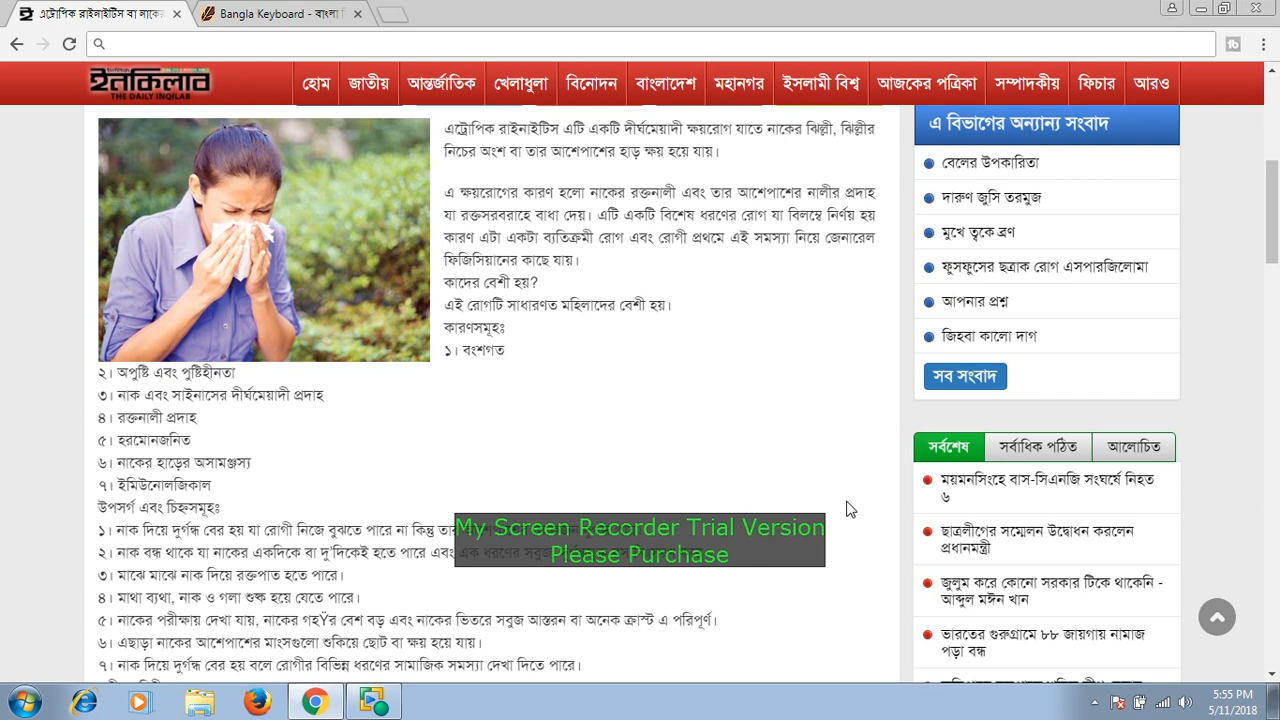 এট্রোপিক রাইনাইটিস বা নাকের
Bangla Keyboard - বাংলা
ইনকিলাব
THE DAILY INQILAB
হোম
জাতীয়
আন্তর্জাতিক
খেলাধুলা
বিনোদন
বাংলাদেশ
মহানগর
ইসলামী বিশ্ব
আজকের পত্রিকা
সম্পাদকীয়
ফিচার
আরও
এট্রোপিক রাইনাইটিস এটি একটি দীর্ঘমেয়াদী ক্ষয়রোগ যাতে নাকের ঝিল্লী, ঝিল্লীর
নিচের অংশ বা তার আশেপাশের হাড় ক্ষয় হয়ে যায়।
এ ক্ষয়রোগের কারণ হলো নাকের রক্তনালী এবং তার আশেপাশের নালীর প্রদাহ
যা রক্তসরবরাহে বাধা দেয়। এটি একটি বিশেষ ধরণের রোগ যা বিলম্বে নির্ণয় হয়
কারণ এটা একটা ব্যতিক্রমী রোগ এবং রোগী প্রথমে এই সমস্যা নিয়ে জেনারেল
ফিজিসিয়ানের কাছে যায়।
কাদের বেশী হয়?
এই রোগটি সাধারণত মহিলাদের বেশী হয়।
কারণসমূহঃ
১। বংশগত
২। অপুষ্টি এবং পুষ্টিহীনতা
৩। নাক এবং সাইনাসের দীর্ঘমেয়াদী প্রদাহ
৪। রক্তনালী প্রদাহ
৫। হরমোনজনিত
৬। নাকের হাড়ের অসামঞ্জস্য
৭। ইমিউনোলজিকাল
উপসর্গ এবং চিহ্নসমূহঃ
১। নাক দিয়ে দুর্গন্ধ বের হয় যা রোগী নিজে বুঝতে পারে না কিন্তু তার
২। নাক বন্ধ থাকে যা নাকের একদিকে বা দু'দিকেই হতে পারে এবং এক ধরণের সবুজ
৩। মাঝে মাঝে নাক দিয়ে রক্তপাত হতে পারে।
৪। মাথা ব্যথা, নাক ও গলা শুষ্ক হয়ে যেতে পারে।
৫। নাকের পরীক্ষায় দেখা যায়, নাকের গহŸর বেশ বড় এবং নাকের ভিতরে সবুজ আস্তরন বা অনেক ক্রাস্ট এ পরিপূর্ণ।
৬। এছাড়া নাকের আশেপাশের মাংসগুলো শুকিয়ে ছোট বা ক্ষয় হয়ে যায়।
৭। নাক দিয়ে দুর্গন্ধ বের হয় বলে রোগীর বিভিন্ন ধরণের সামাজিক সমস্যা দেখা দিতে পারে।
My Screen Recorder Trial Version
Please Purchase
এ বিভাগের অন্যান্য সংবাদ
বেলের উপকারিতা
দারুণ জুসি তরমুজ
মুখে ত্বকে ব্রণ
ফুসফুসের ছত্রাক রোগ এসপারজিলোমা
আপনার প্রশ্ন
জিহবা কালো দাগ
সব সংবাদ
সর্বশেষ
সর্বাধিক পঠিত
আলোচিত
ময়মনসিংহে বাস-সিএনজি সংঘর্ষে নিহত
৬
ছাত্রলীগের সম্মেলন উদ্বোধন করলেন
প্রধানমন্ত্রী
জুলুম করে কোনো সরকার টিকে থাকেনি -
আব্দুল মঈন খান
ভারতের গুরুগ্রামে ৮৮ জায়গায় নামাজ
পড়া বন্ধ
5:55 PM
5/11/2018